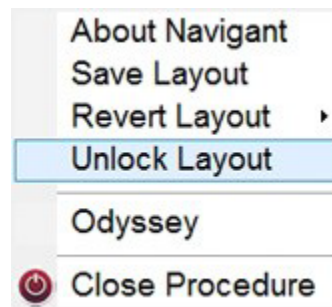 About Navigant
Save Layout
Revert Layout
Unlock Layout
Odyssey
Close Procedure